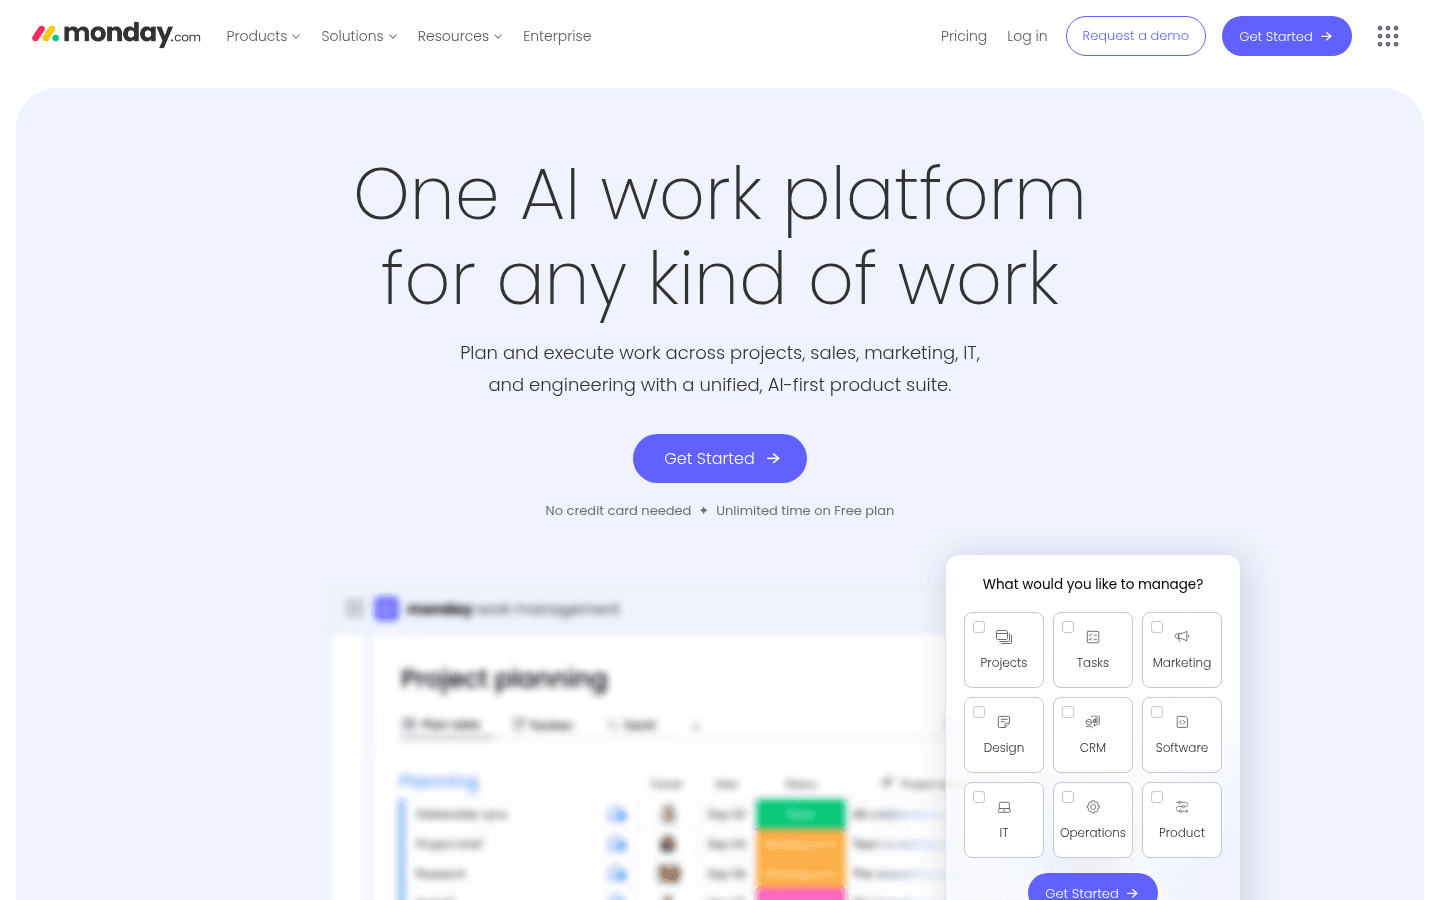 monday.com
Products
Solutions
Resources
Enterprise
Pricing
Log in
Request a demo
Get Started
One AI work platform
for any kind of work
Plan and execute work across projects, sales, marketing, IT,
and engineering with a unified, AI-first product suite.
Get Started
No credit card needed ✦ Unlimited time on Free plan
monday work management
Project planning
Planning
What would you like to manage?
Projects
Tasks
Marketing
Design
CRM
Software
IT
Operations
Product
Get Started